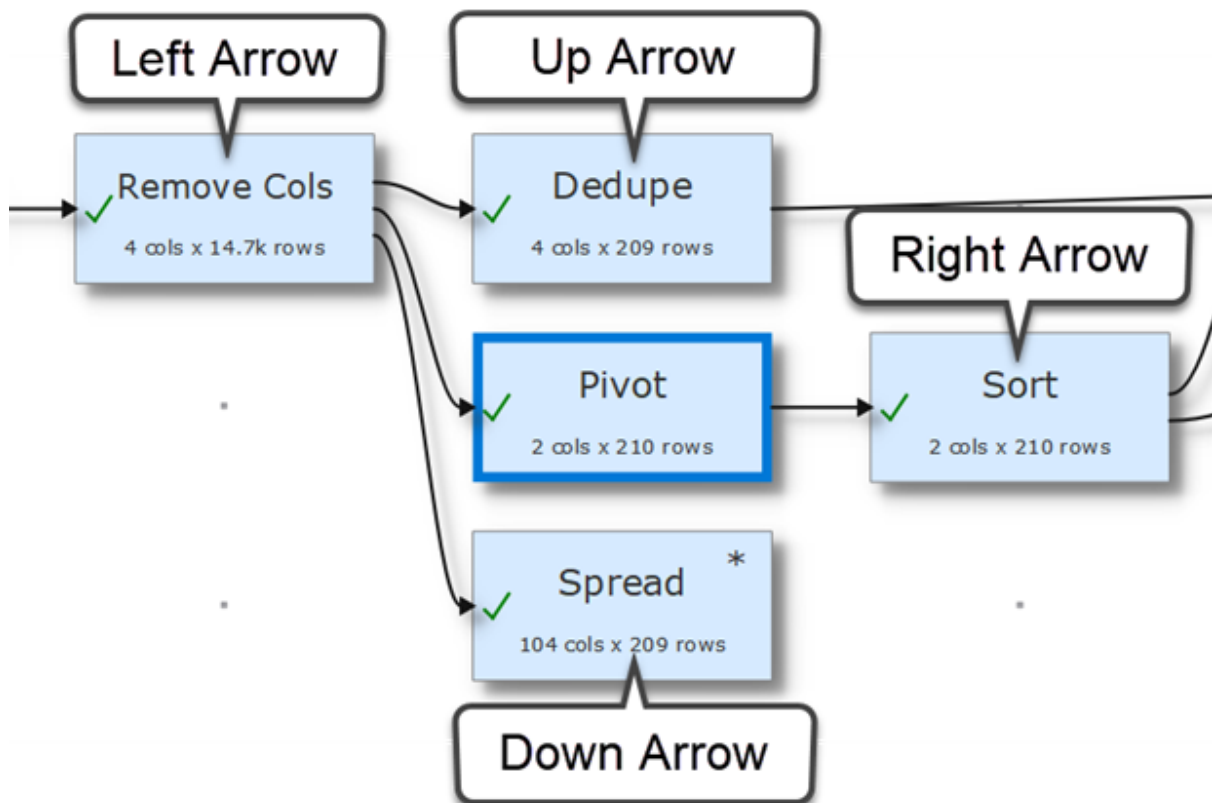 Left Arrow
Up Arrow
Remove Cols
4 cols x 14.7k rows
Dedupe
4 cols x 209 rows
Right Arrow
Pivot
2 cols x 210 rows
Sort
2 cols x 210 rows
Spread *
104 cols x 209 rows
Down Arrow